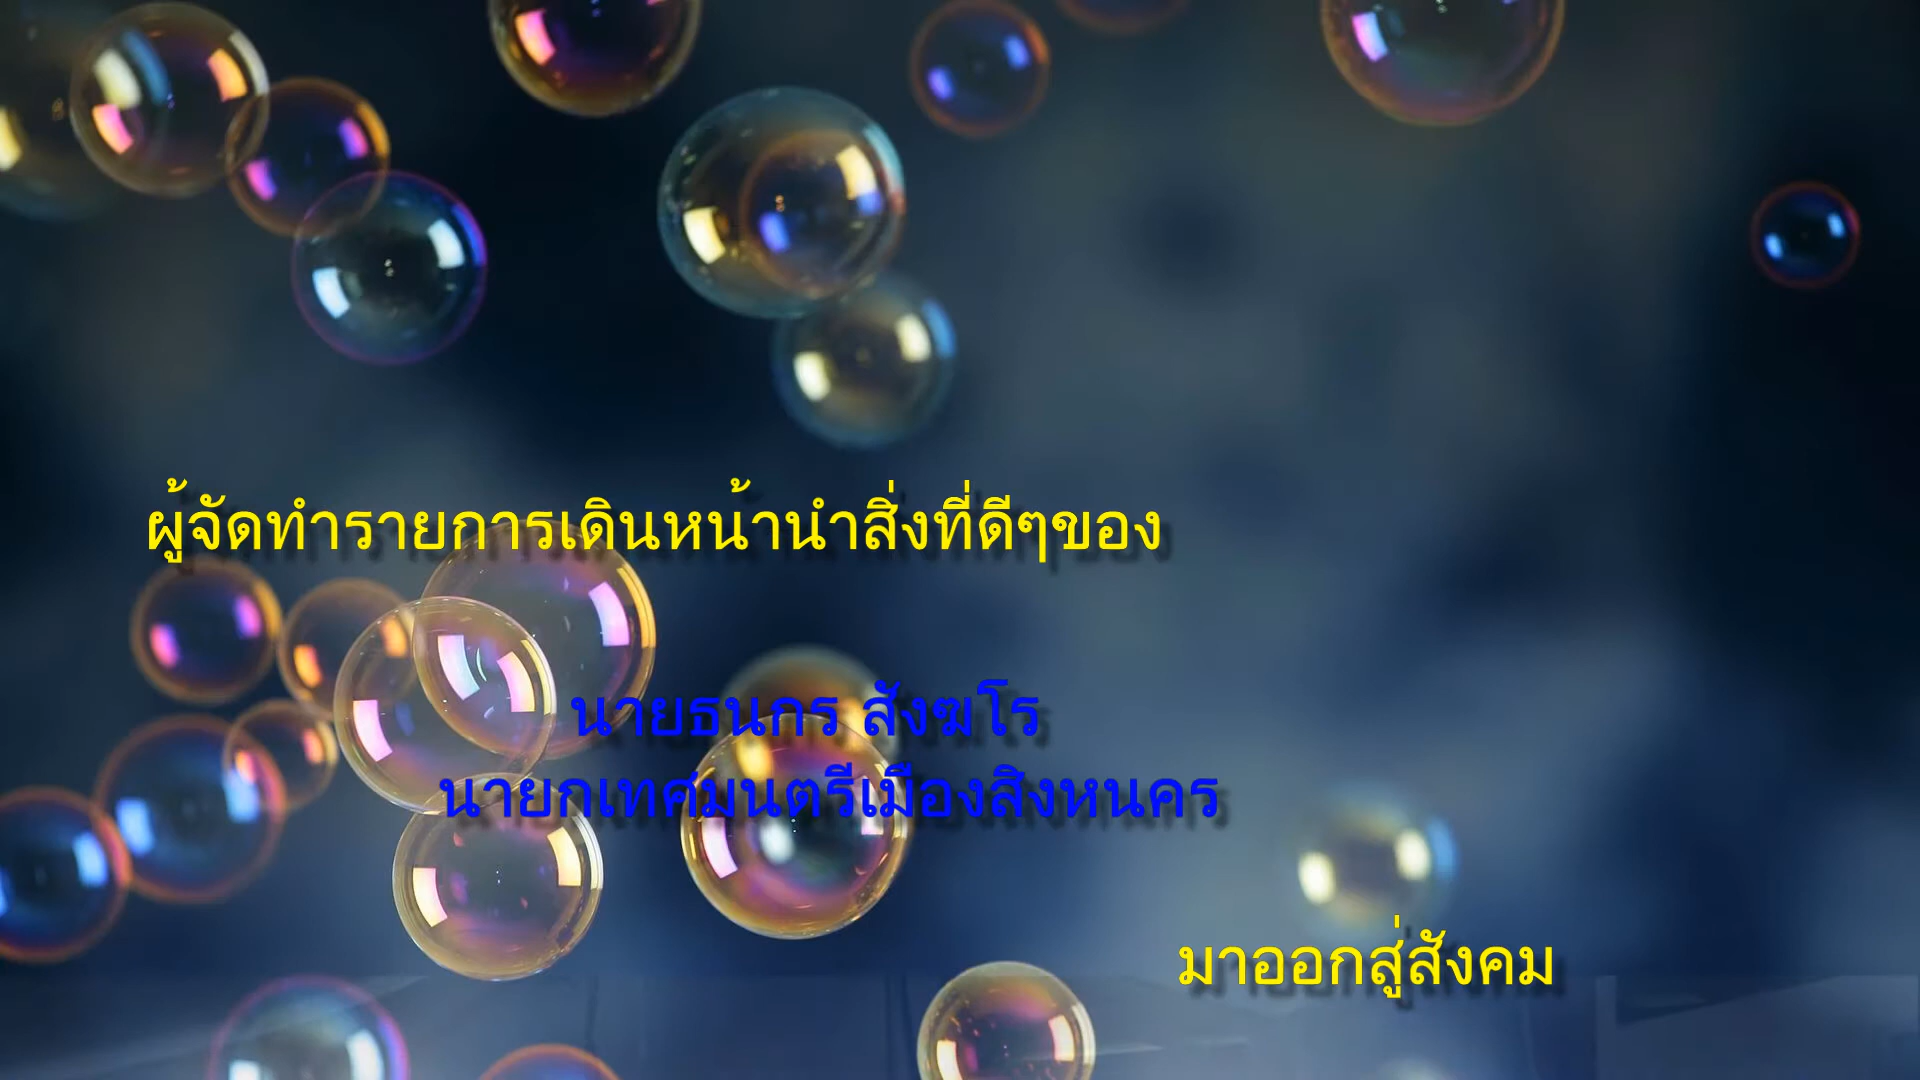 ผู้จัดทำรายการเดินหน้านำสิ่งที่ดีๆของ
นายธนกร สังฆโร
นายกเทศมนตรีเมืองสิงหนคร
มาออกสู่สังคม